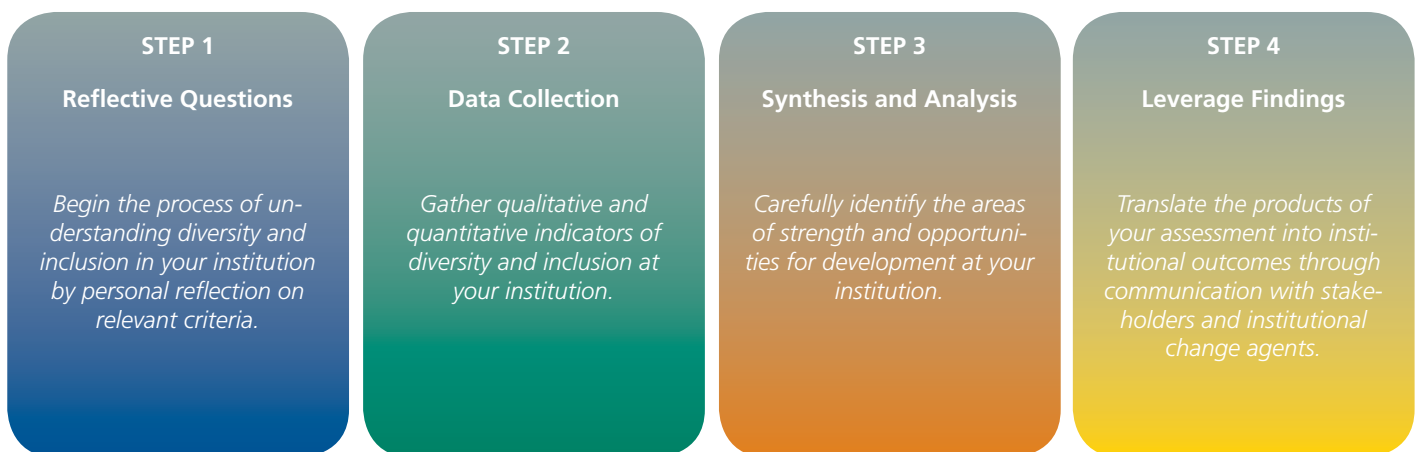 STEP 1
Reflective Questions
Begin the process of un-
derstanding diversity and
inclusion in your institution
by personal reflection on
relevant criteria.
STEP 2
Data Collection
Gather qualitative and
quantitative indicators of
diversity and inclusion at
your institution.
STEP 3
Synthesis and Analysis
Carefully identify the areas
of strength and opportuni-
ties for development at your
institution.
STEP 4
Leverage Findings
Translate the products of
your assessment into insti-
tutional outcomes through
communication with stake-
holders and institutional
change agents.